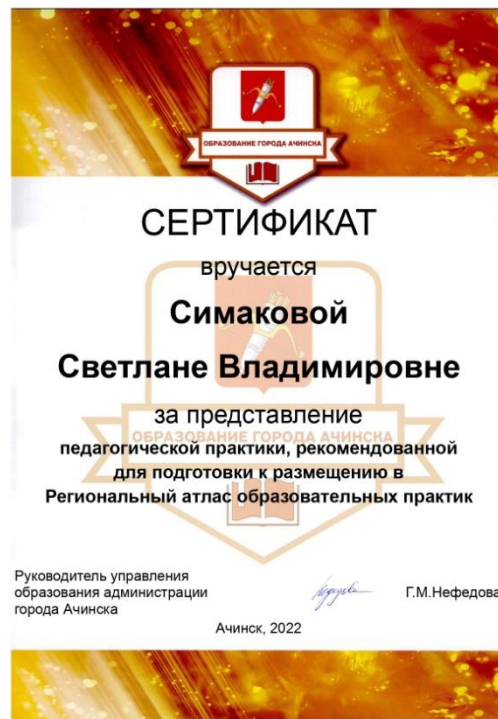 ОБРАЗОВАНИЕ ГОРОДА АЧИНСКА
СЕРТИФИКАТ
вручается
Симаковой
Светлане Владимировне
за представление
ОБРАЗОВАНИЕ ГОРОДА АЧИНСКА
педагогической практики, рекомендованной
для подготовки к размещению в
Региональный атлас образовательных практик
Руководитель управления
образования администрации
города Ачинска
Г.М.Нефедова
Ачинск, 2022